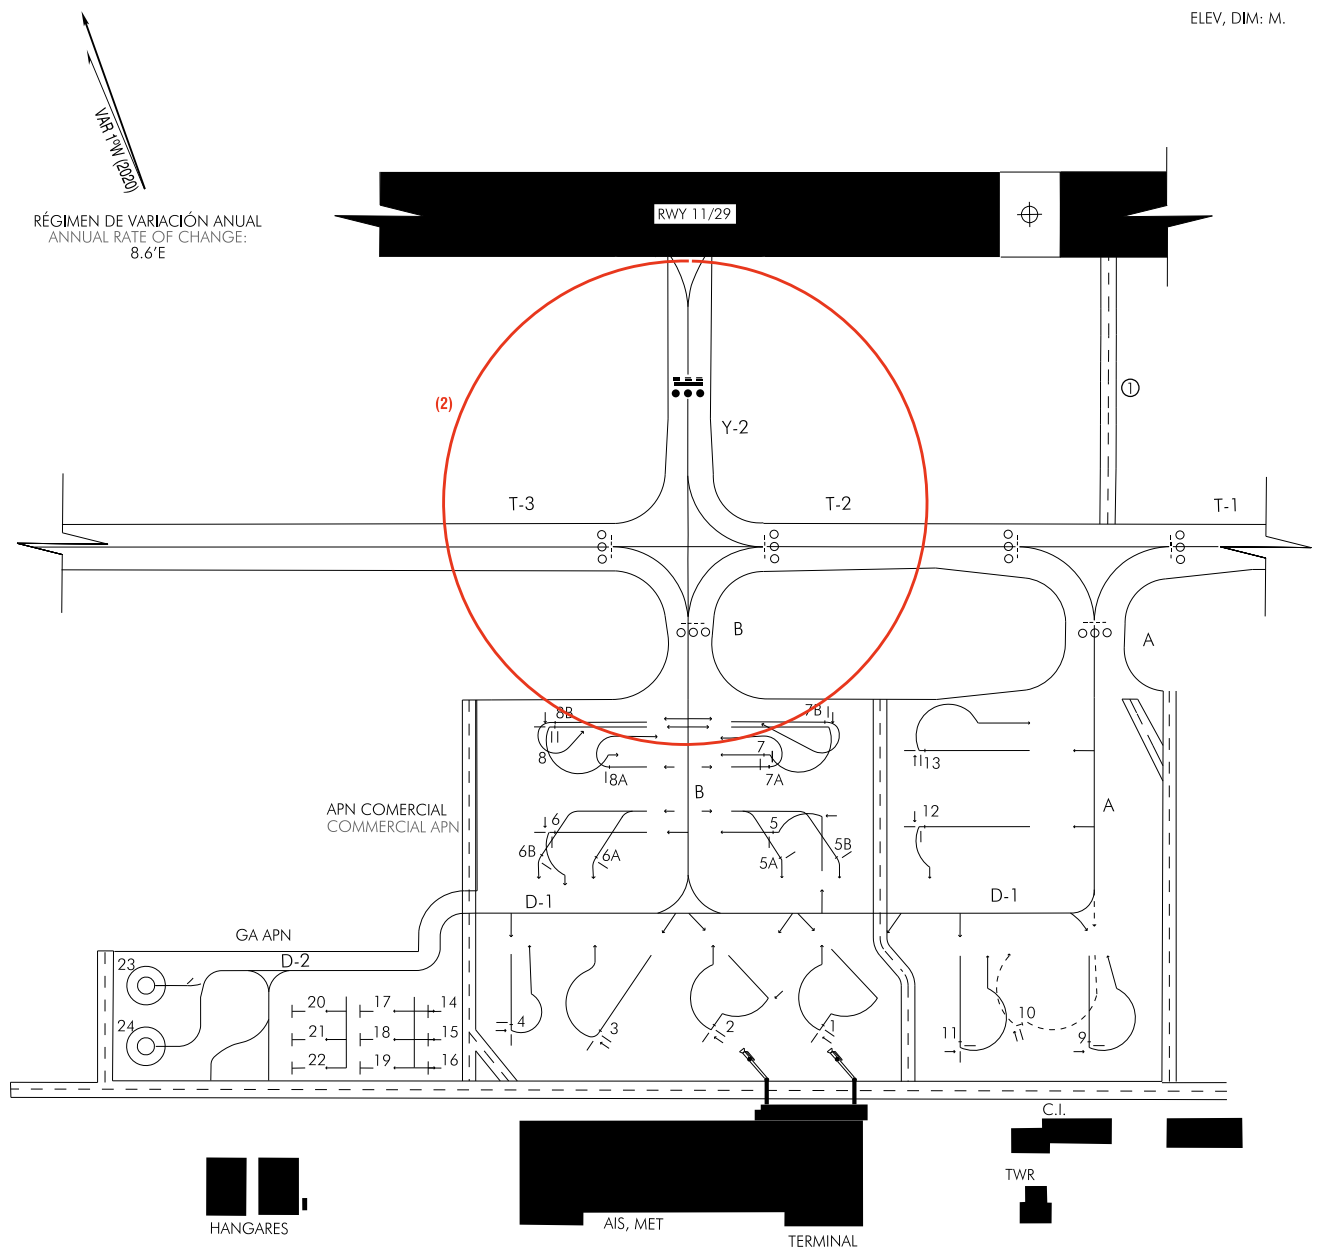 ELEV, DIM: M.
VAR 1ºW (2020)
RÉGIMEN DE VARIACIÓN ANUAL
ANNUAL RATE OF CHANGE:
8.6'E
RWY 11/29
(2)
1
Y-2
T-3
T-2
T-1
B
A
8B
7B
8
7
13
8A
7A
B
A
APN COMERCIAL
COMMERCIAL APN
6
5
12
6B
6A
5A
5B
D-1
D-1
GA APN
D-2
23
20
17
14
4
3
2
1
11
10
9
24
21
18
15
22
19
16
C.I.
TWR
HANGARES
AIS, MET
TERMINAL